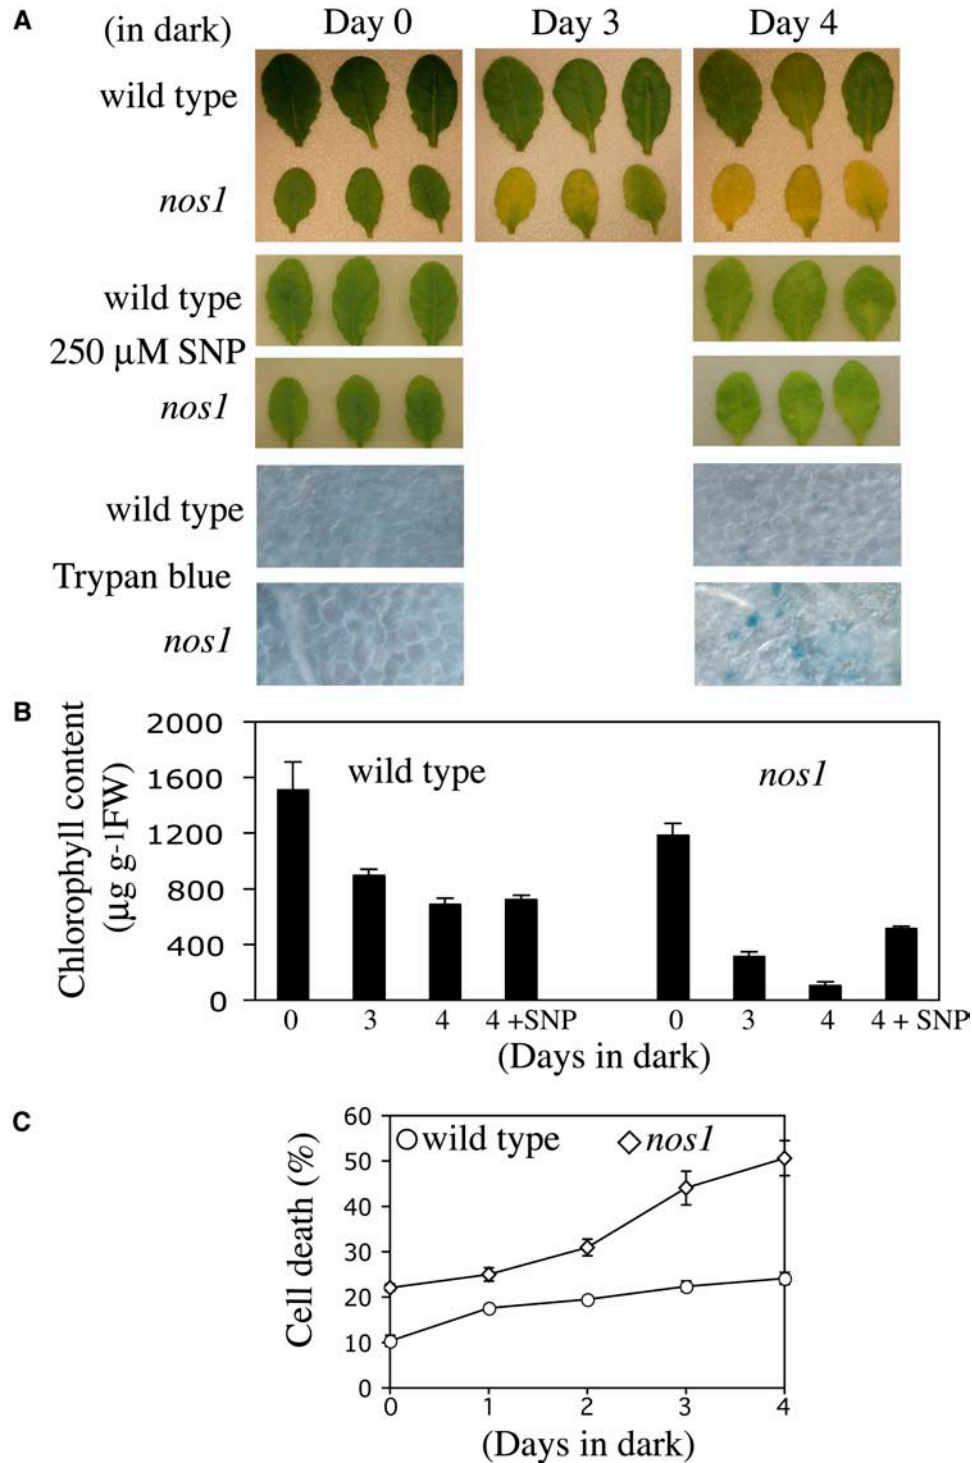 A
(in dark) Day 0 Day 3 Day 4
wild type
nos1
wild type
250 μM SNP
nos1
wild type
Trypan blue
nos1
B
Chlorophyll content
(μg g-1FW)
2000
1600
1200
800
400
0
wild type nos1
0 3 4 4 +SNP 0 3 4 4 + SNP
(Days in dark)
C
Cell death (%)
60
50
40
30
20
10
0
wild type nos1
0 1 2 3 4
(Days in dark)